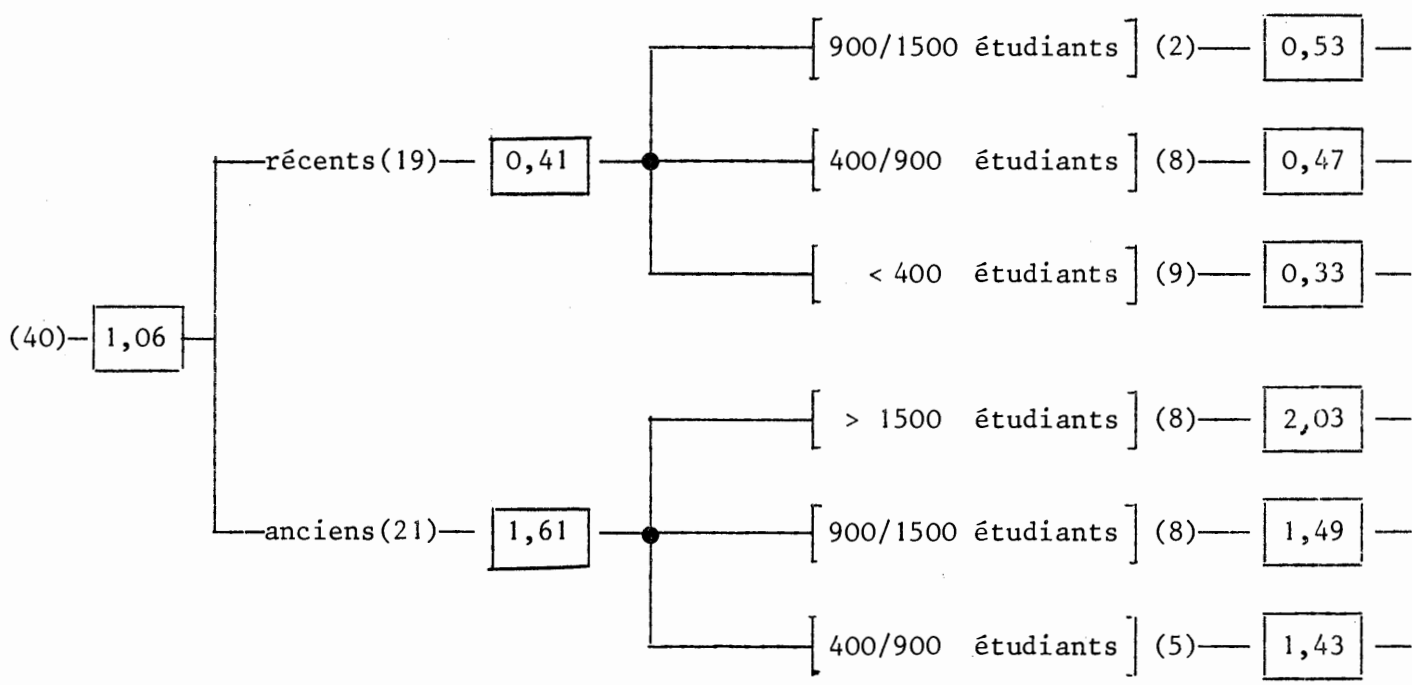 [ 900/1500 étudiants ] (2) 0,53
récents(19) 0,41 [ 400/900 étudiants ] (8) 0,47
[ < 400 étudiants ] (9) 0,33
(40) 1,06
[ > 1500 étudiants ] (8) 2,03
anciens(21) 1,61 [ 900/1500 étudiants ] (8) 1,49
[ 400/900 étudiants ] (5) 1,43